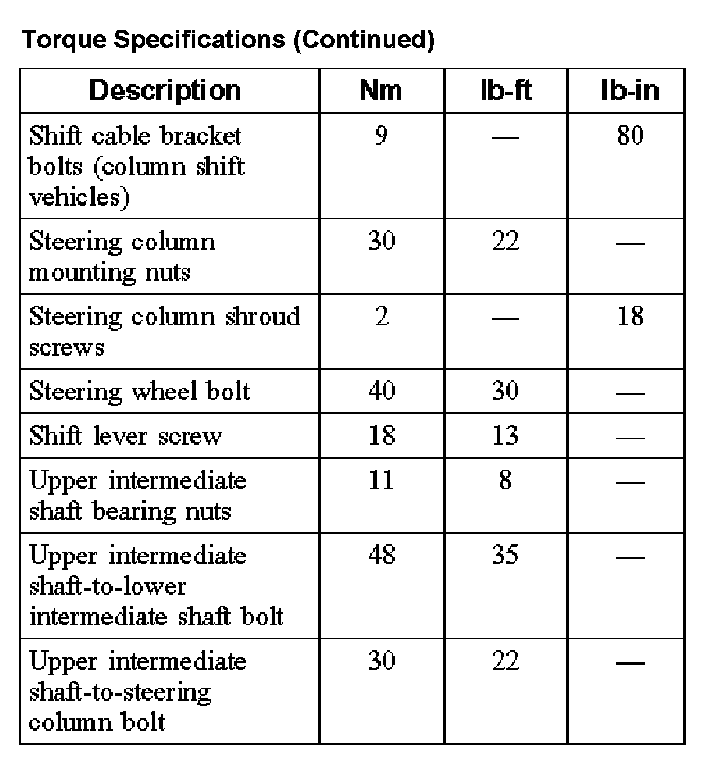 Torque Specifications (Continued)
Description Nm lb-ft lb-in
Shift cable bracket 9 — 80
bolts (column shift
vehicles)
Steering column 30 22 —
mounting nuts
Steering column shroud 2 — 18
screws
Steering wheel bolt 40 30 —
Shift lever screw 18 13 —
Upper intermediate 11 8 —
shaft bearing nuts
Upper intermediate 48 35 —
shaft-to-lower
intermediate shaft bolt
Upper intermediate 30 22 —
shaft-to-steering
column bolt